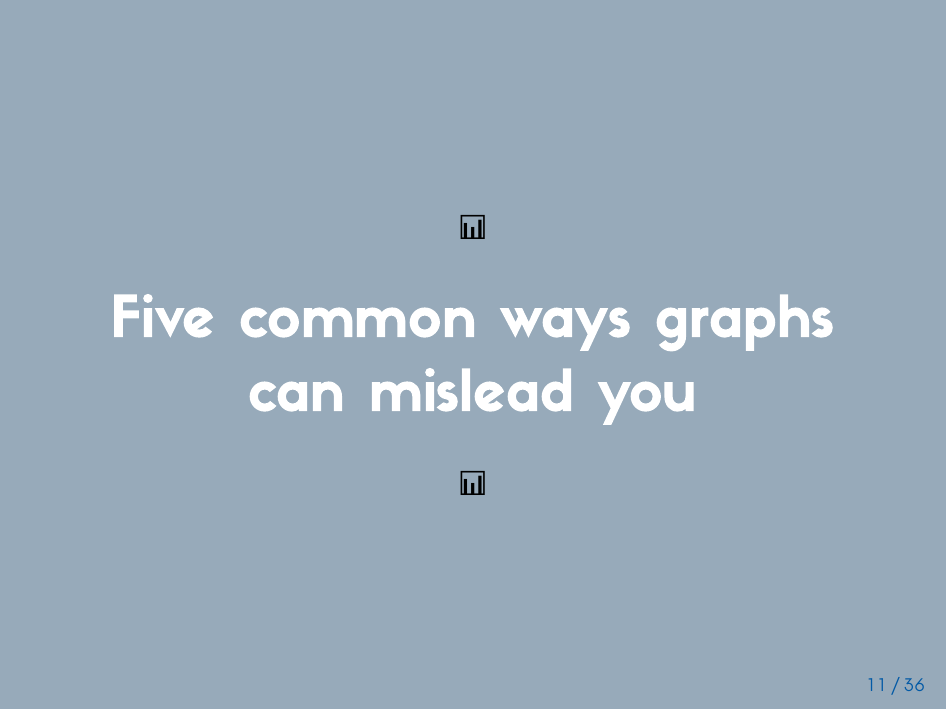 📊
Five common ways graphs
can mislead you
📊
11 / 36